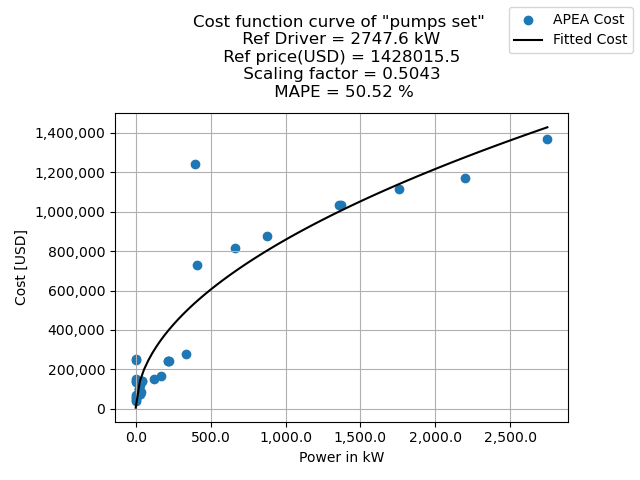 Cost function curve of "pumps set"
Ref Driver = 2747.6 kW
Ref price(USD) = 1428015.5
Scaling factor = 0.5043
MAPE = 50.52 %
APEA Cost
Fitted Cost
1,400,000
1,200,000
1,000,000
800,000
600,000
400,000
200,000
0
Cost [USD]
0.0 500.0 1,000.0 1,500.0 2,000.0 2,500.0
Power in kW